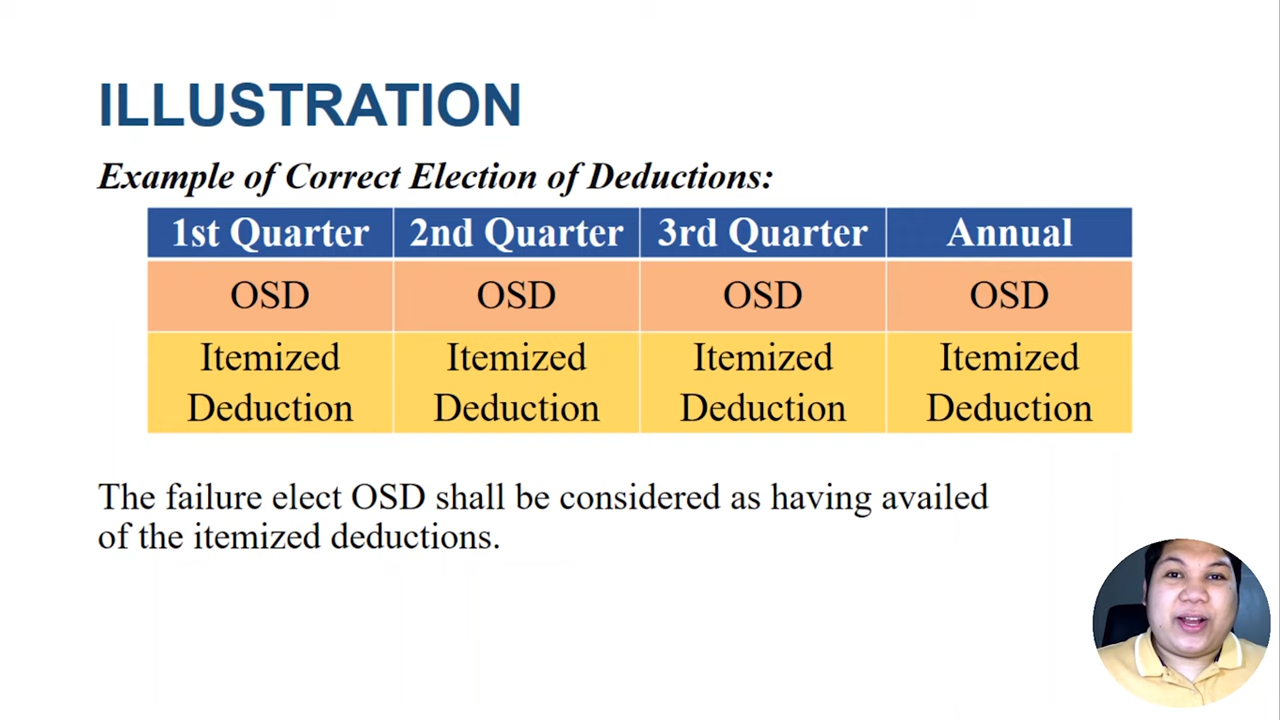 ILLUSTRATION
Example of Correct Election of Deductions:
1st Quarter 2nd Quarter 3rd Quarter Annual
OSD OSD OSD OSD
Itemized Itemized Itemized Itemized
Deduction Deduction Deduction Deduction
The failure elect OSD shall be considered as having availed
of the itemized deductions.